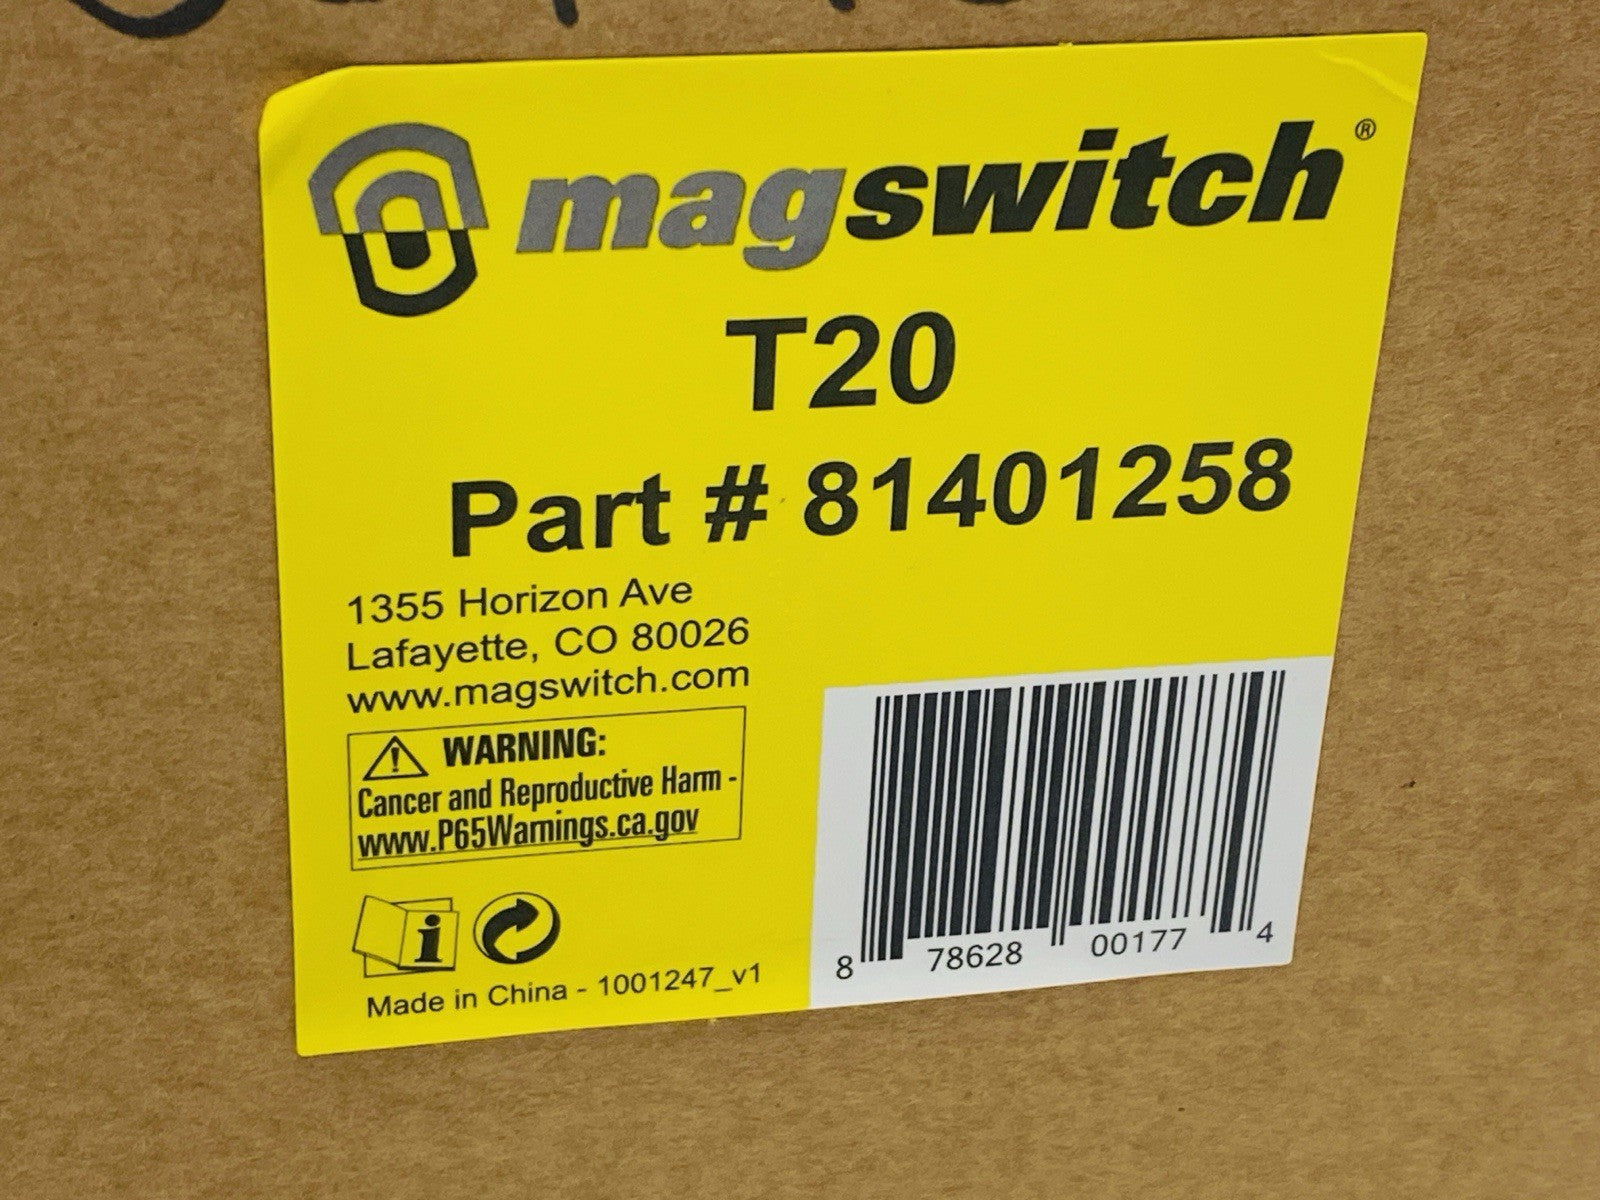 magswitch®
T20
Part # 81401258
1355 Horizon Ave
Lafayette, CO 80026
www.magswitch.com
WARNING:
Cancer and Reproductive Harm -
www.P65Warnings.ca.gov
i
Made in China - 1001247_v1
8 78628 00177 4